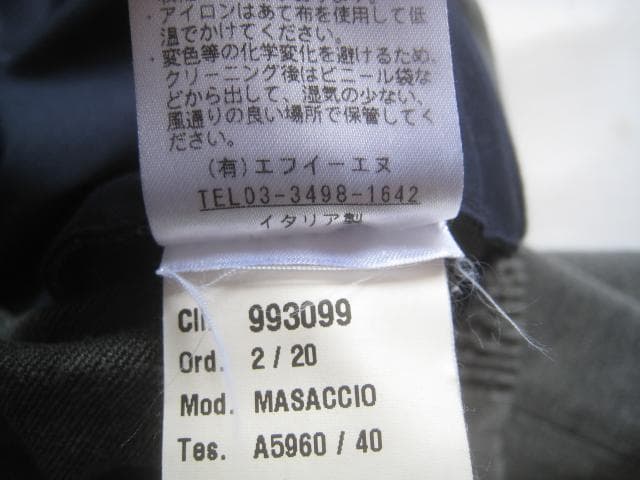 ・アイロンはあて布を使用して低
温でかけてください。
・変色等の化学変化を避けるため、
クリーニング後はビニール袋な
どから出して、湿気の少ない、
風通りの良い場所で保管してく
ださい。
(有)エフイーエヌ
TEL03-3498-1642
イタリア製
Cli. 993099
Ord. 2 / 20
Mod. MASACCIO
Tes. A5960 / 40